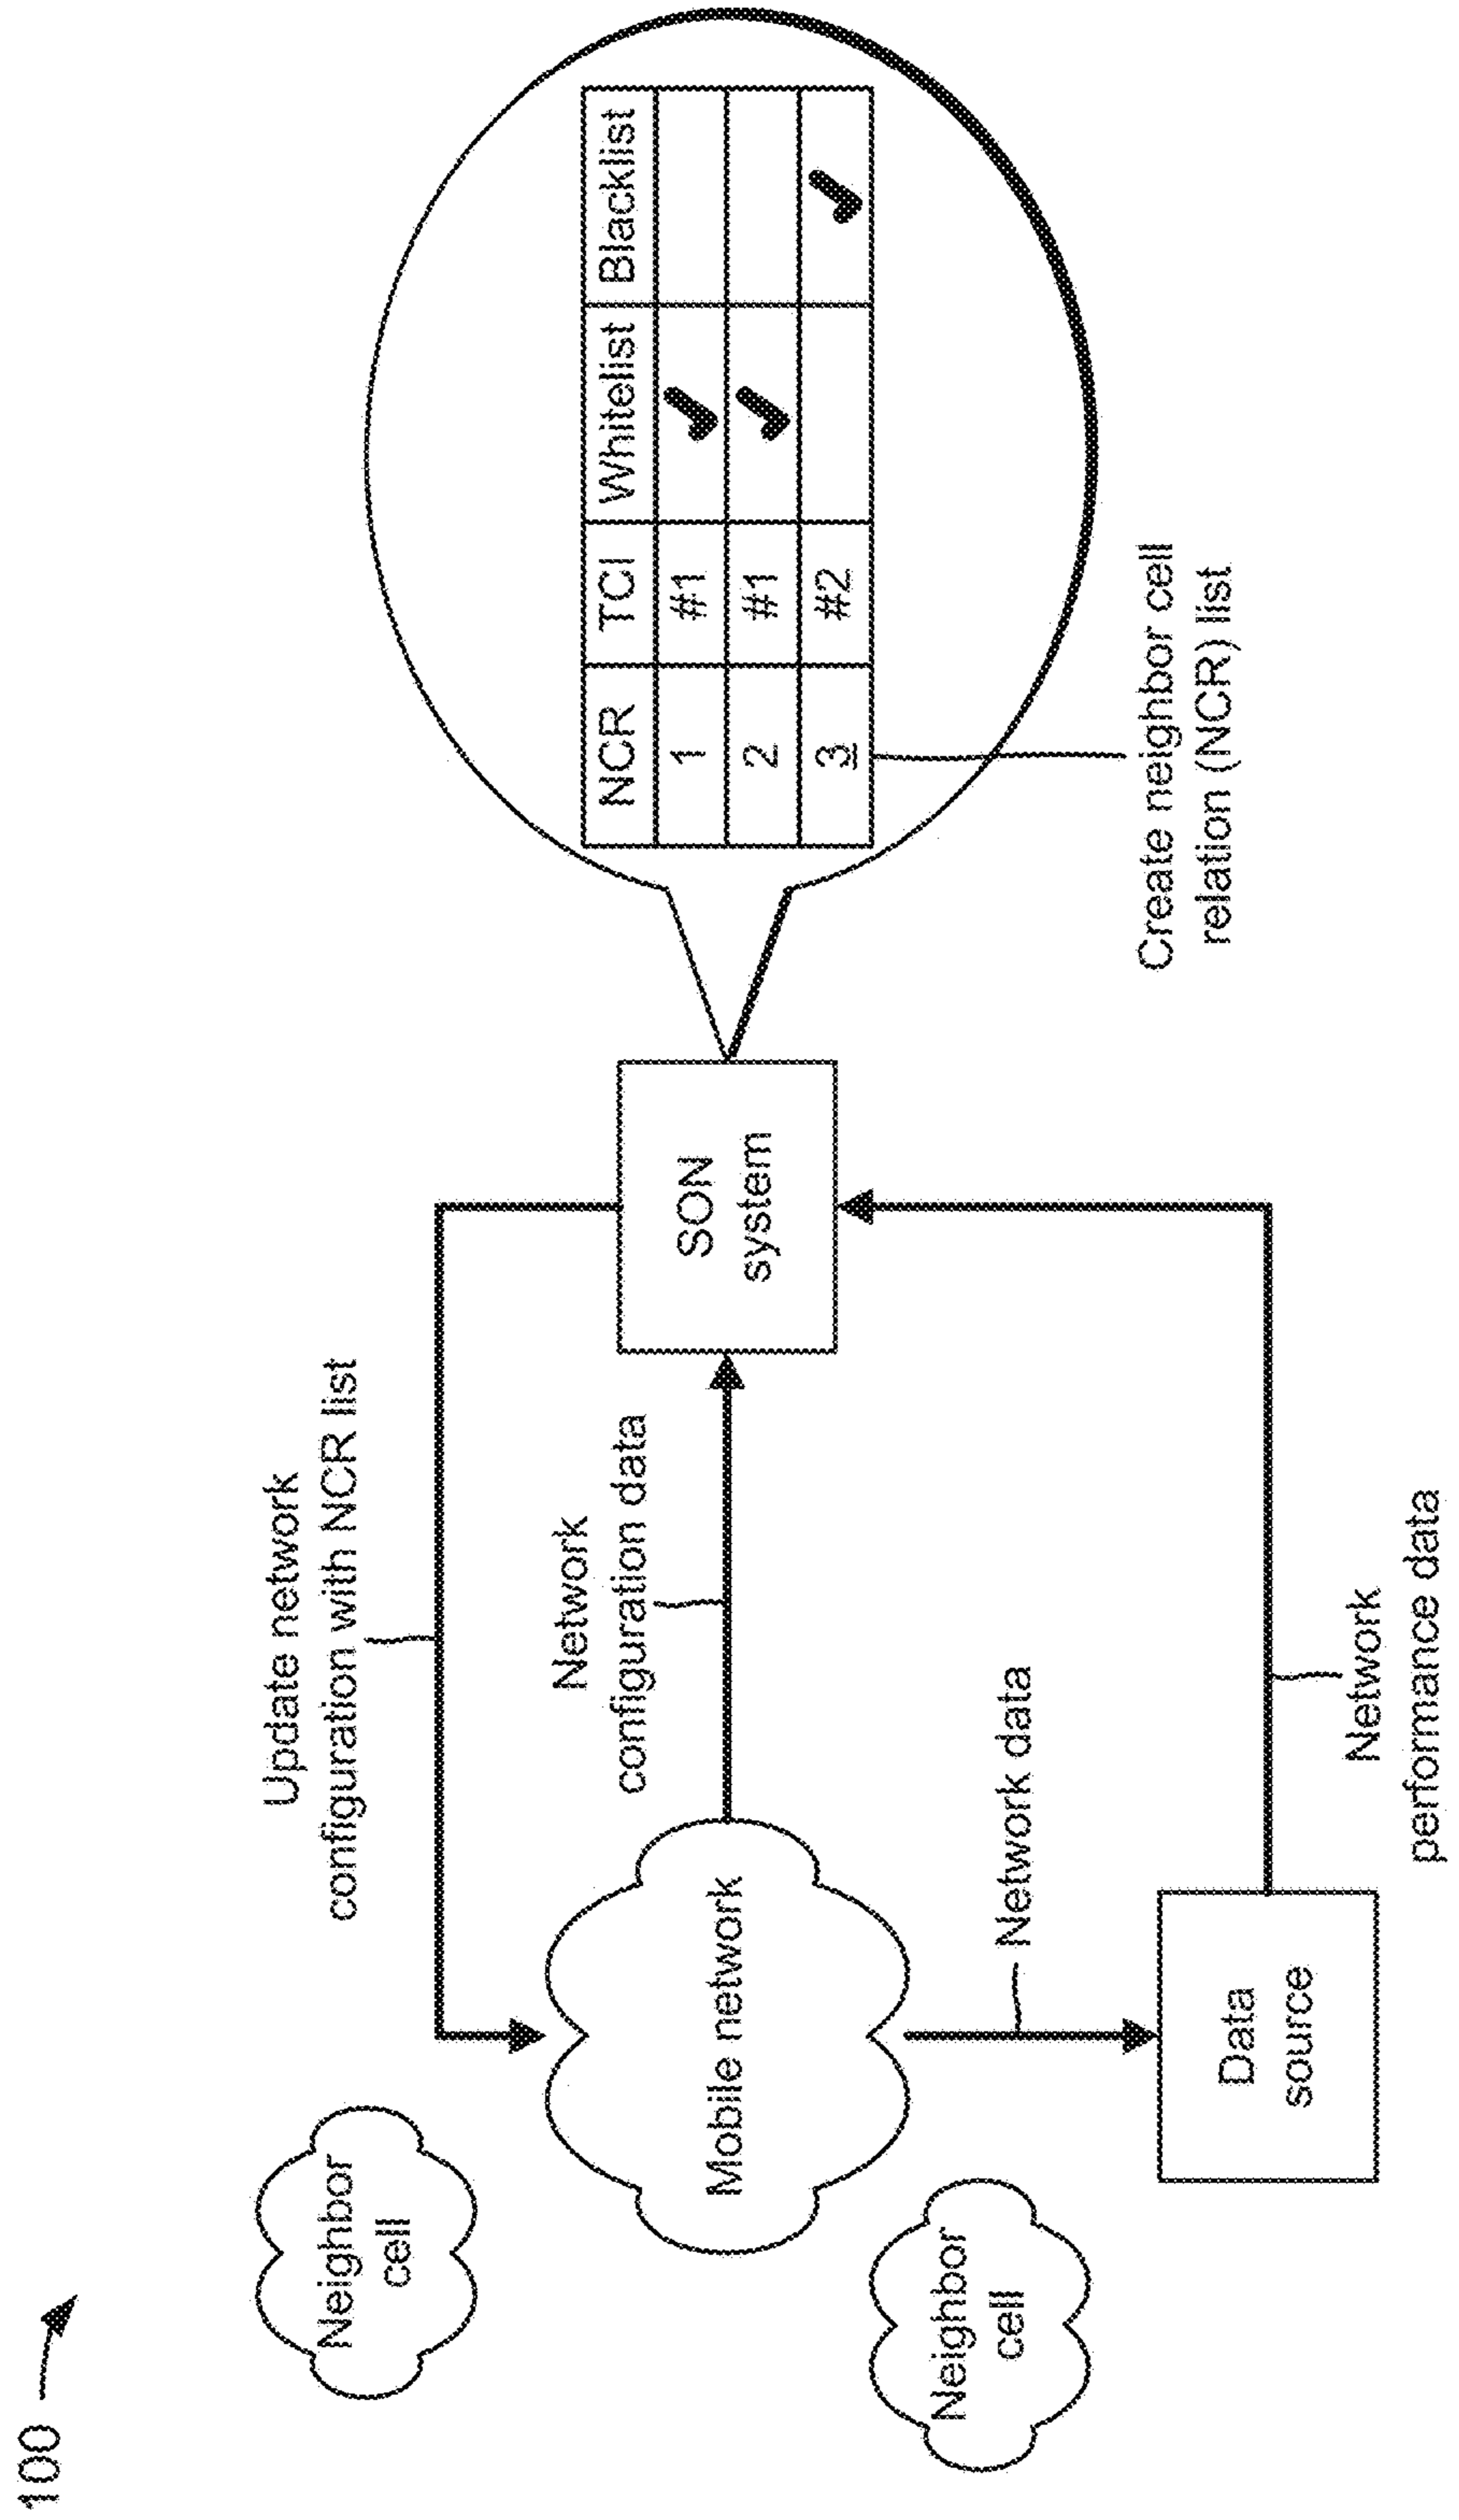 100
Update network
configuration with NCR list
Neighbor
cell
Network
configuration data
Mobile network
SON
system
NCR TCI Whitelist Blacklist
1 #1 ✓
2 #1 ✓
3 #2 ✓
Neighbor
cell
Network data
Create neighbor cell
relation (NCR) list
Data
source
Network
performance data